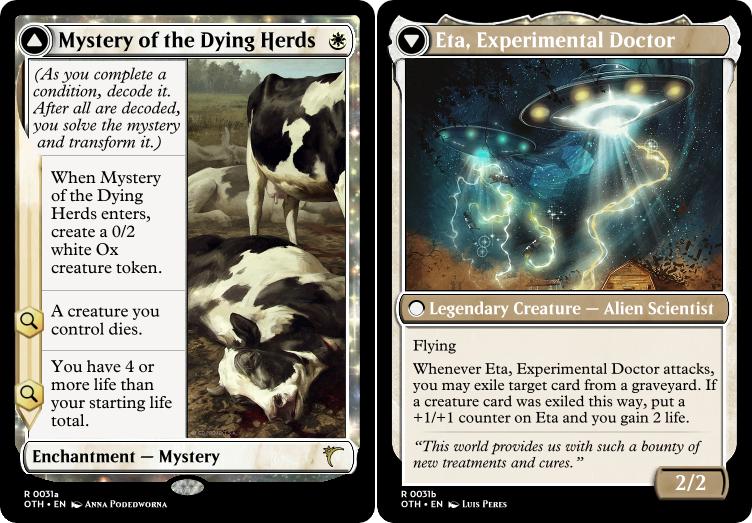 Mystery of the Dying Herds
(As you complete a
condition, decode it.
After all are decoded,
you solve the mystery
and transform it.)
When Mystery
of the Dying
Herds enters,
create a 0/2
white Ox
creature token.
A creature you
control dies.
You have 4 or
more life than
your starting life
total.
Enchantment — Mystery
R 0031a
OTH • EN Anna Podedworna
Eta, Experimental Doctor
Legendary Creature — Alien Scientist
Flying
Whenever Eta, Experimental Doctor attacks,
you may exile target card from a graveyard. If
a creature card was exiled this way, put a
+1/+1 counter on Eta and you gain 2 life.
“This world provides us with such a bounty of
new treatments and cures.”
2/2
R 0031b
OTH • EN Luis Peres